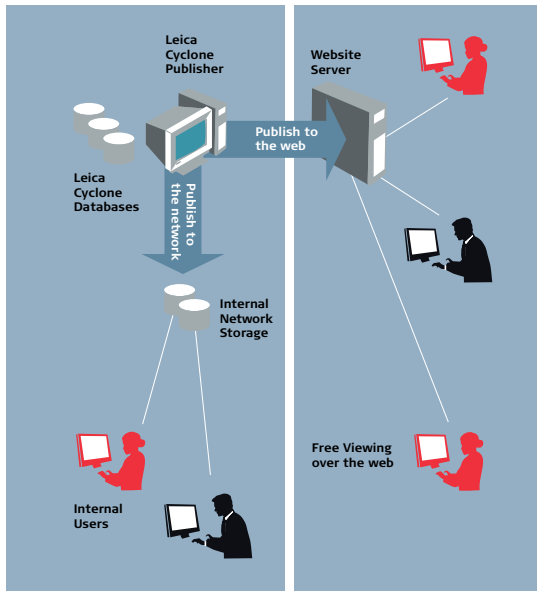 Leica
Cyclone
Publisher
Website
Server
Publish to
the web
Leica
Cyclone
Databases
Publish to
the network
Internal
Network
Storage
Free Viewing
over the web
Internal
Users